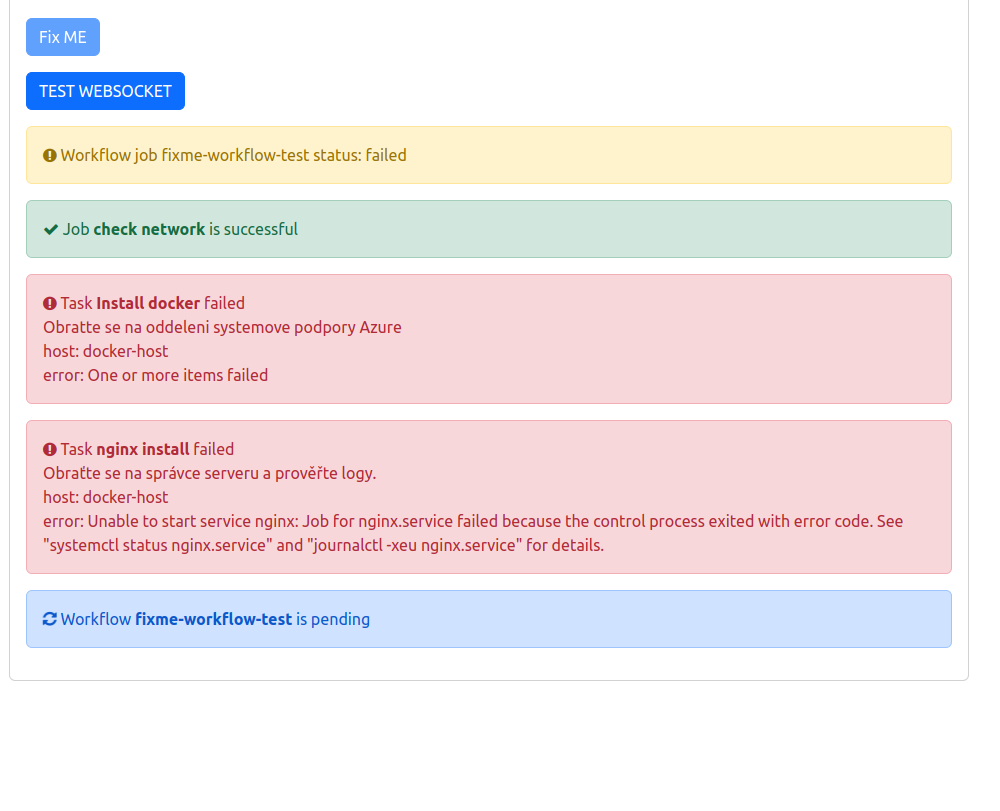 Fix ME
TEST WEBSOCKET
Workflow job fixme-workflow-test status: failed
Job check network is successful
Task Install docker failed
Obratte se na oddeleni systemove podpory Azure
host: docker-host
error: One or more items failed
Task nginx install failed
Obraťte se na správce serveru a prověřte logy.
host: docker-host
error: Unable to start service nginx: Job for nginx.service failed because the control process exited with error code. See
"systemctl status nginx.service" and "journalctl -xeu nginx.service" for details.
Workflow fixme-workflow-test is pending